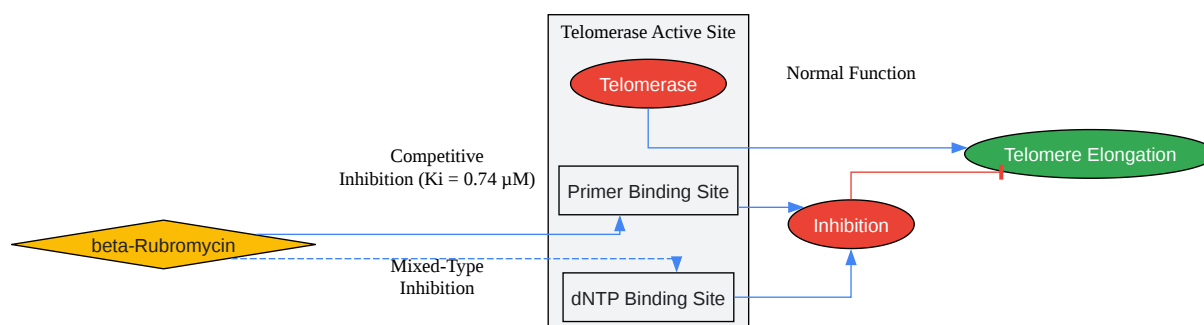 Telomerase Active Site
Telomerase
Normal Function
Telomere Elongation
Competitive
Inhibition (Ki = 0.74 µM)
Primer Binding Site
Inhibition
beta-Rubromycin
Mixed-Type
Inhibition
dNTP Binding Site